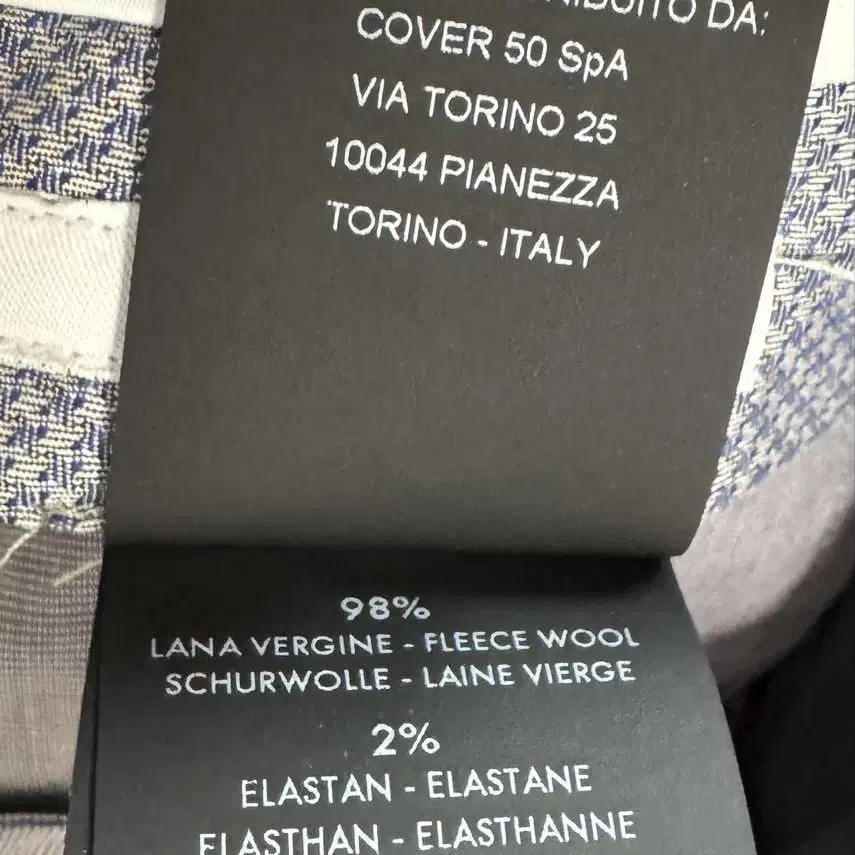 DA:
COVER 50 SpA
VIA TORINO 25
10044 PIANEZZA
TORINO - ITALY
98%
LANA VERGINE - FLEECE WOOL
SCHURWOLLE - LAINE VIERGE
2%
ELASTAN - ELASTANE
ELASTHAN - ELASTHANNE